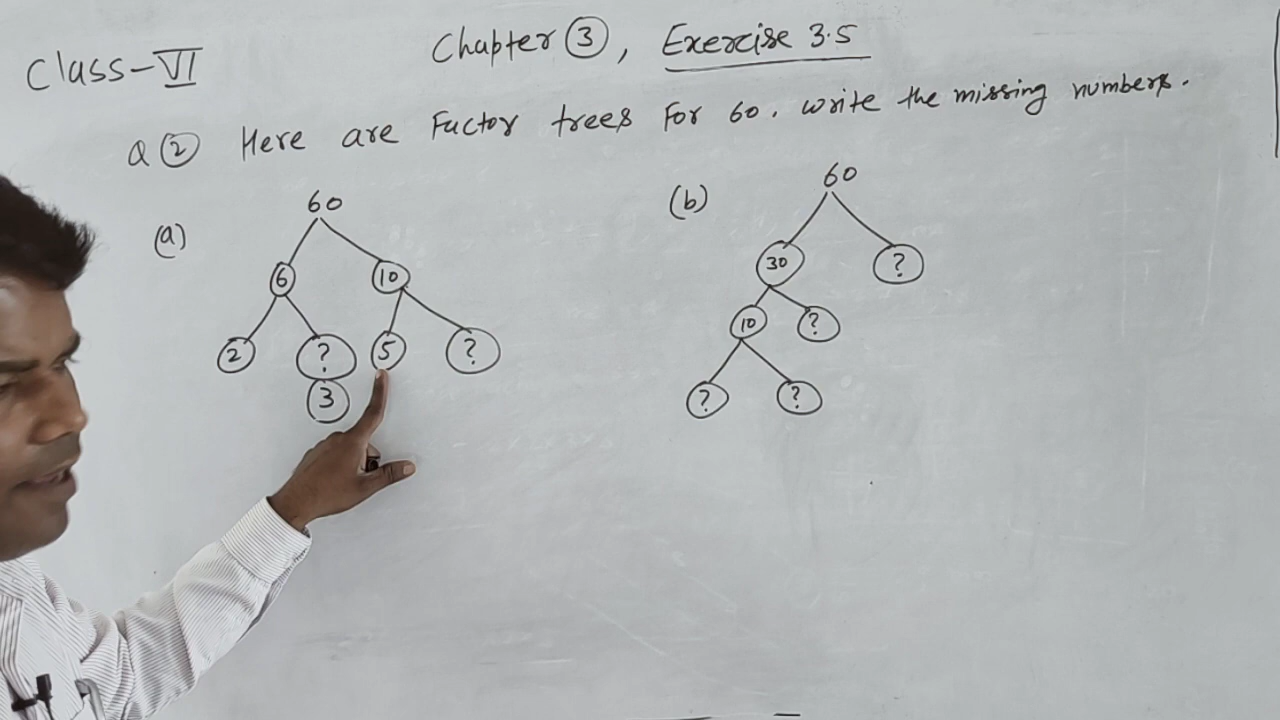 Class-VI
Chapter 3, Exercise 3.5
Q 2 Here are Factor trees For 60. write the missing numbers.
(a)
60
6 10
2 ? 5 ?
3
(b)
60
30 ?
10 ?
? ?